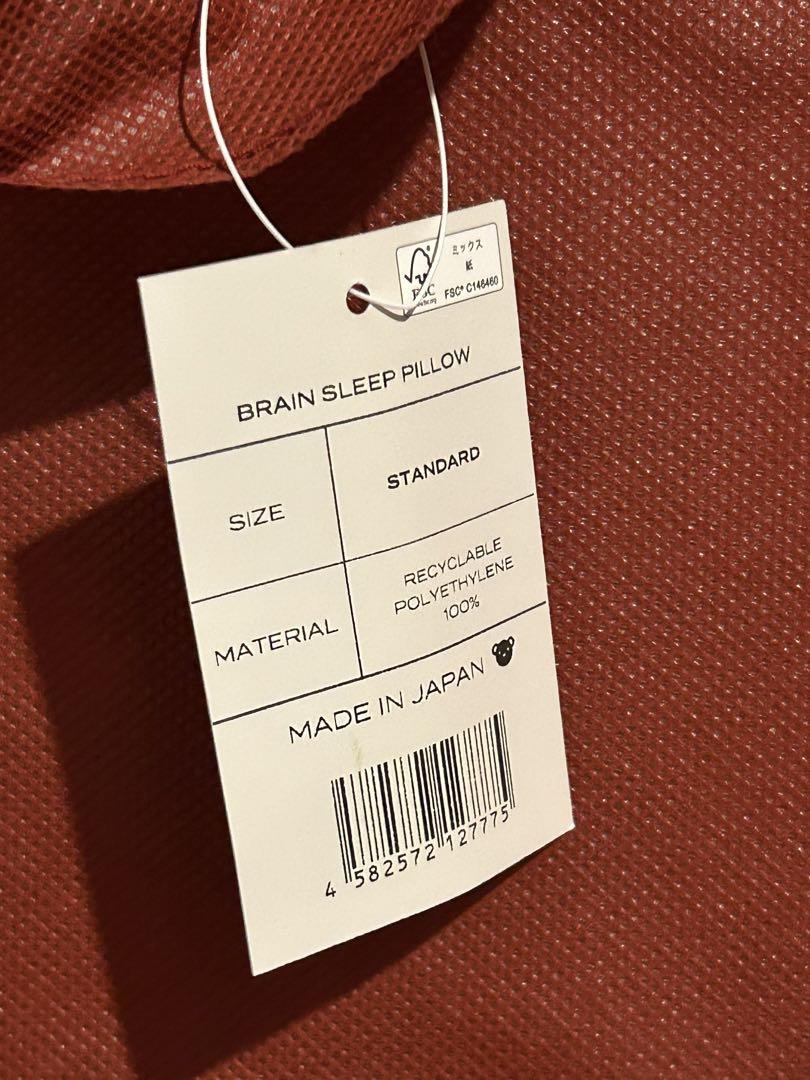 ミックス
紙
FSC® C146460
FSC
BRAIN SLEEP PILLOW
SIZE
STANDARD
MATERIAL
RECYCLABLE
POLYETHYLENE
100%
MADE IN JAPAN
4 582572 127775